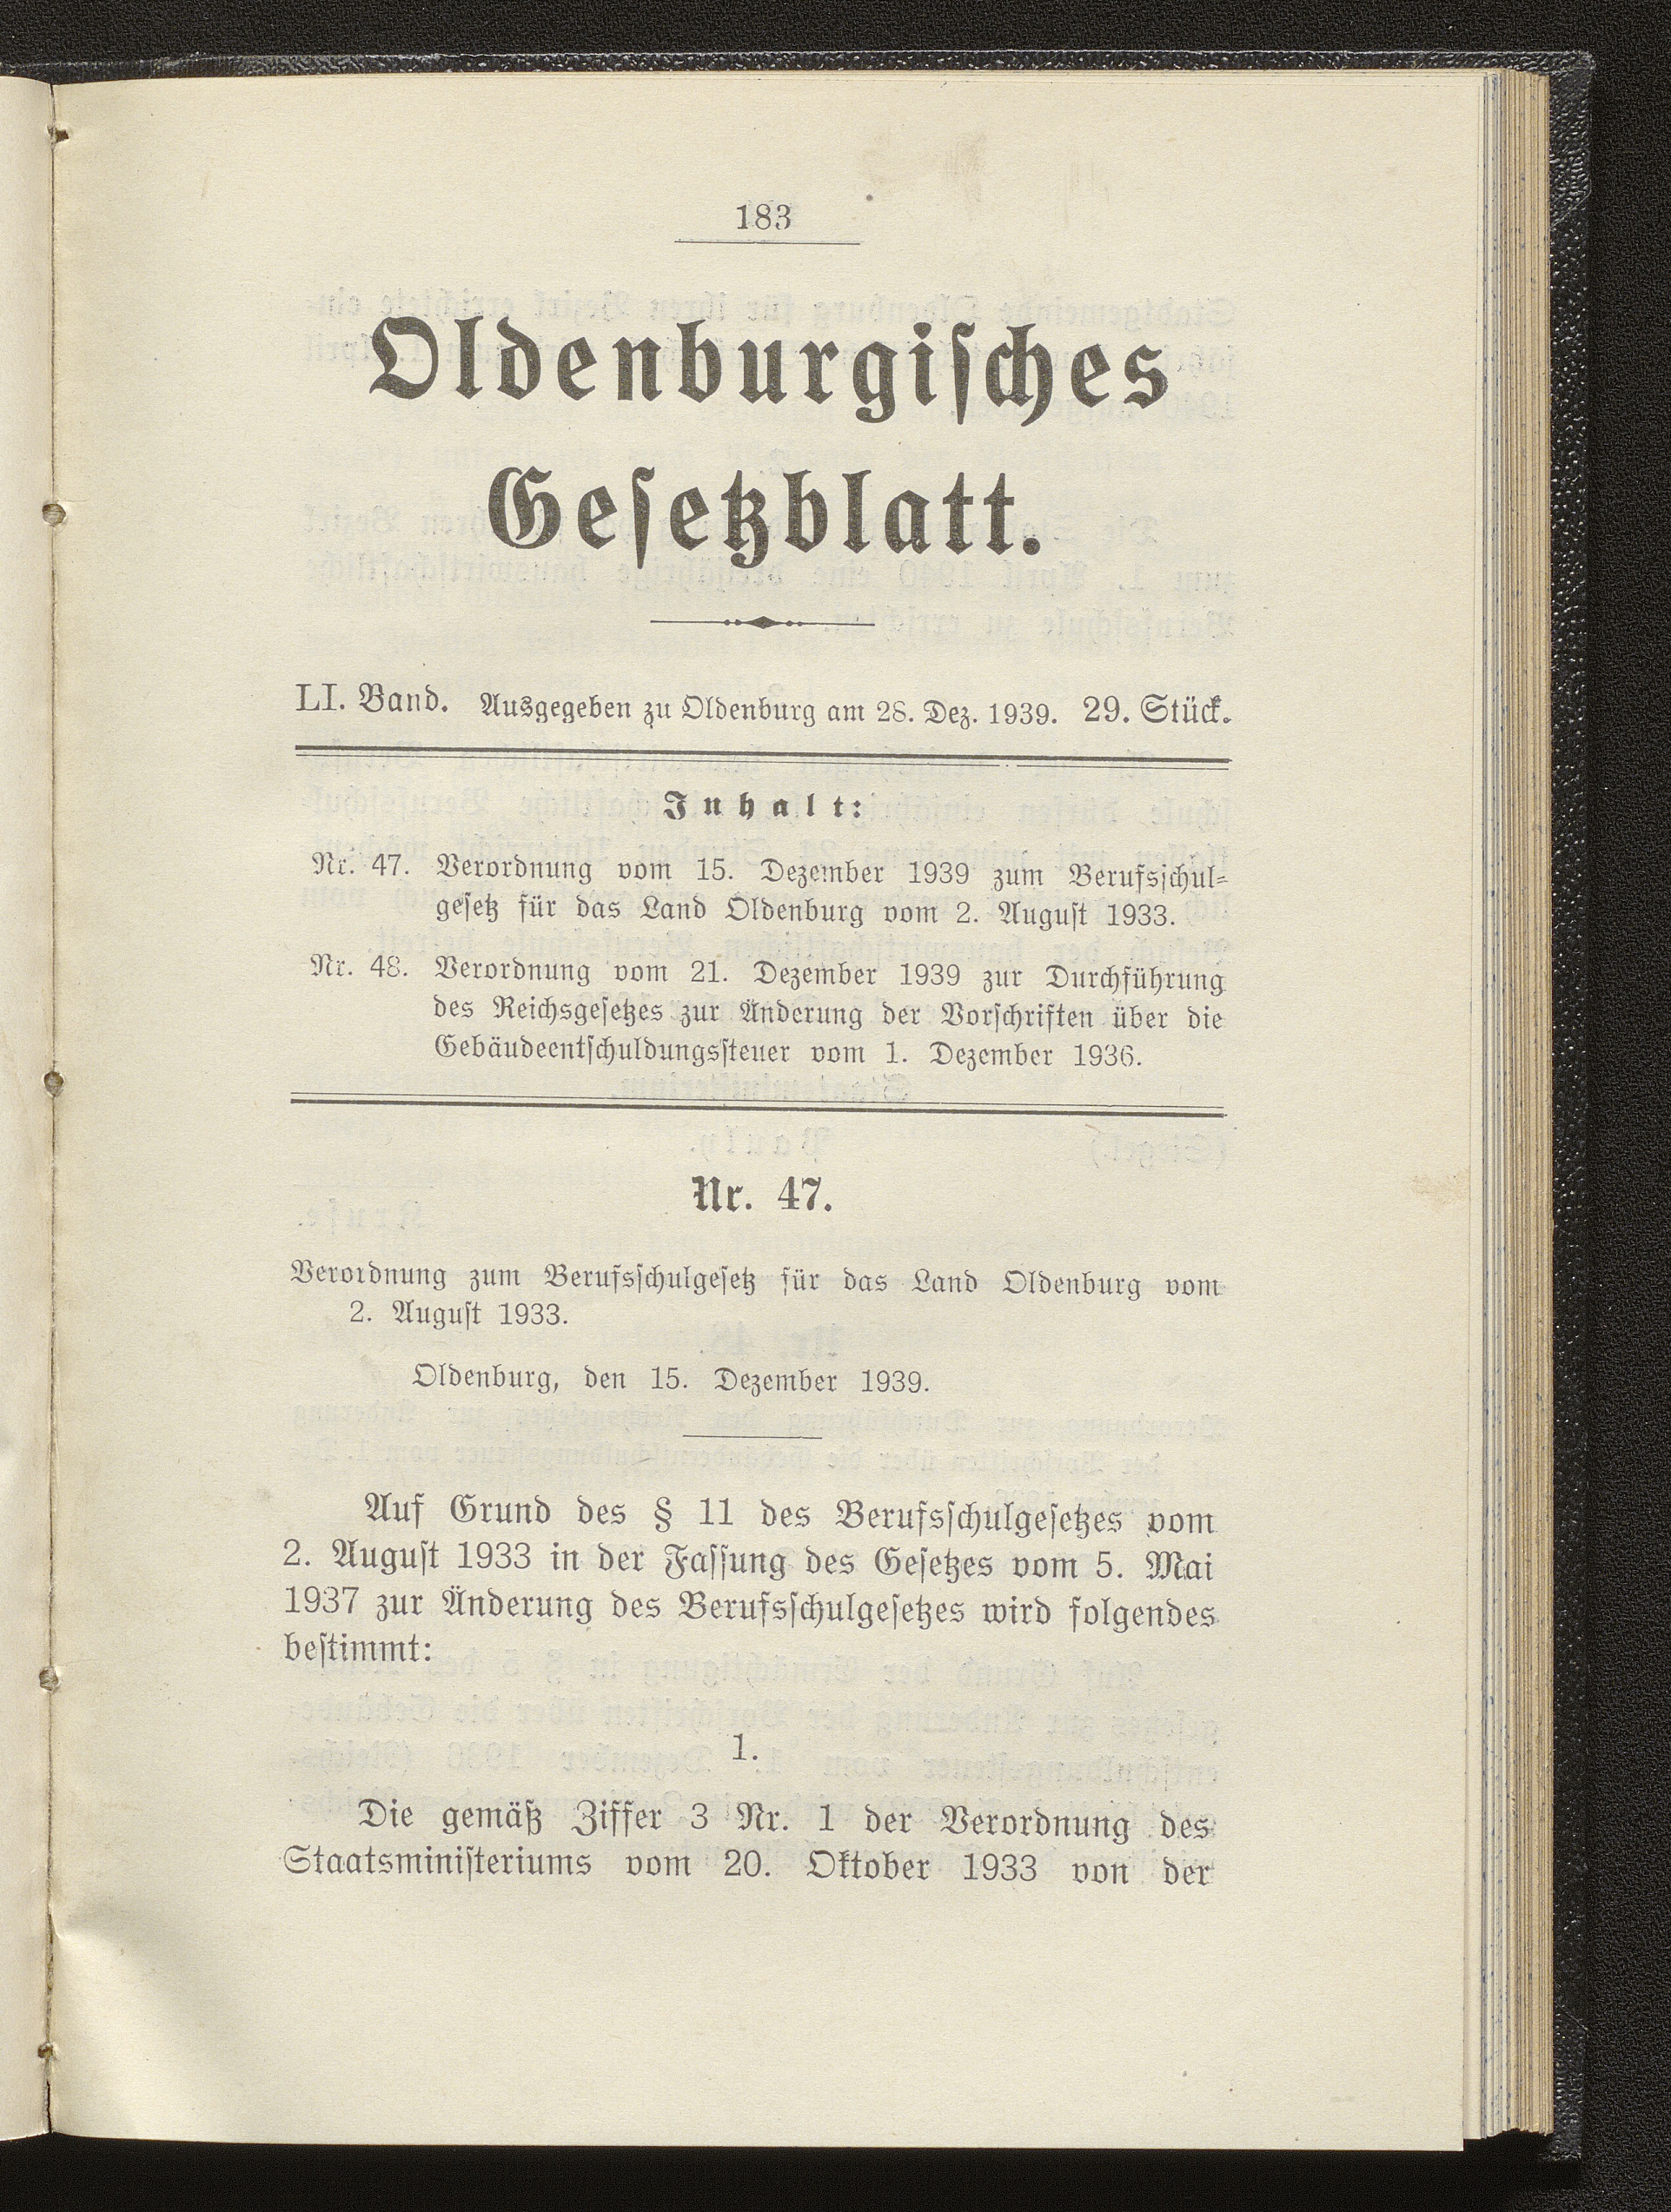 183
Oldenburgisches
Gesetzblatt.
LI. Band. Ausgegeben zu Oldenburg am 28. Dez. 1939. 29. Stück.
Inhalt:
Nr. 47. Verordnung vom 15. Dezember 1939 zum Berufsschul-
gesetz für das Land Oldenburg vom 2. August 1933.
Nr. 48. Verordnung vom 21. Dezember 1939 zur Durchführung
des Reichsgesetzes zur Änderung der Vorschriften über die
Gebäudeentschuldungssteuer vom 1. Dezember 1936.
Nr. 47.
Verordnung zum Berufsschulgesetz für das Land Oldenburg vom
2. August 1933.
Oldenburg, den 15. Dezember 1939.
Auf Grund des § 11 des Berufsschulgesetzes vom
2. August 1933 in der Fassung des Gesetzes vom 5. Mai
1937 zur Änderung des Berufsschulgesetzes wird folgendes
bestimmt:
1.
Die gemäß Ziffer 3 Nr. 1 der Verordnung des
Staatsministeriums vom 20. Oktober 1933 von der